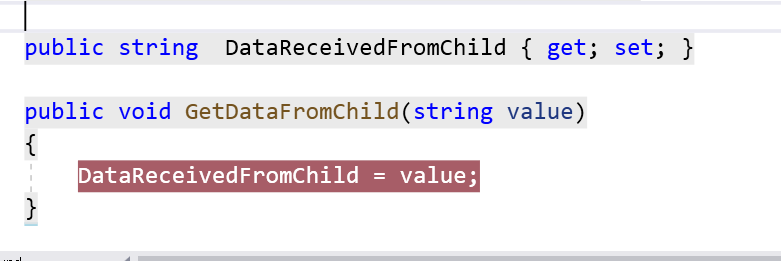 public string  DataReceivedFromChild { get; set; }
public void GetDataFromChild(string value)
{
DataReceivedFromChild = value;
}